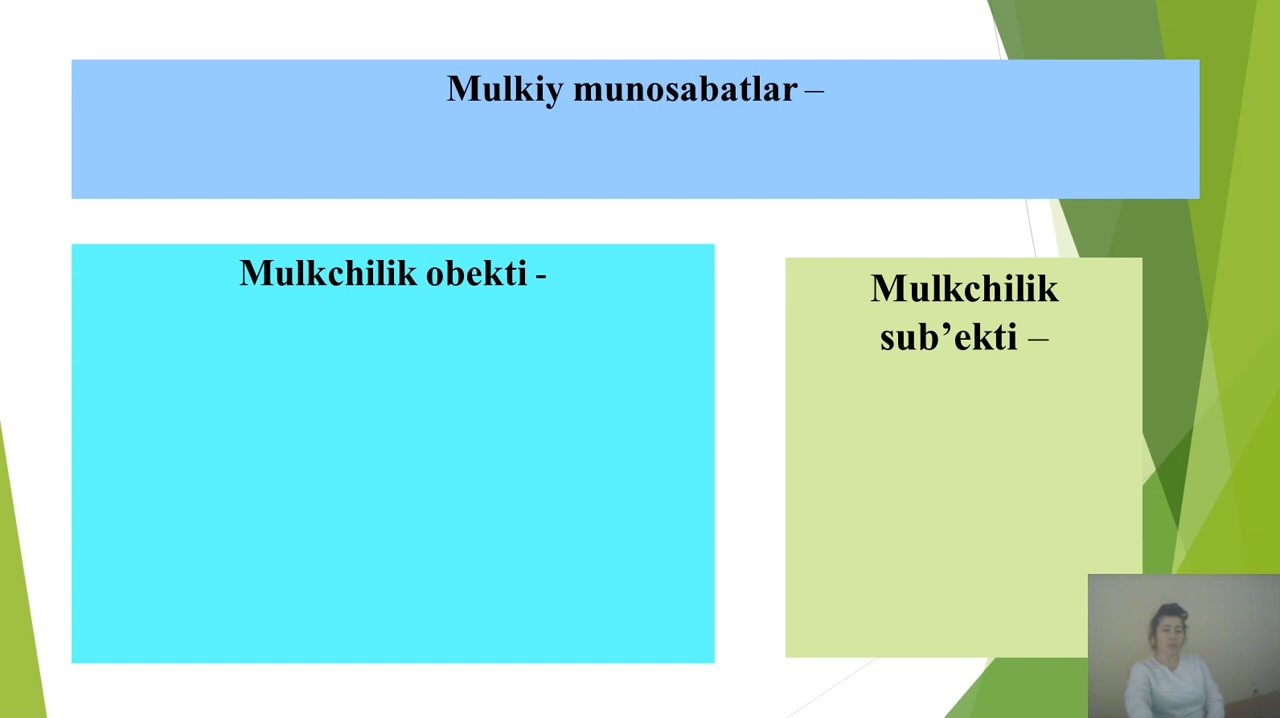 Mulkiy munosabatlar –
Mulkchilik obekti -
Mulkchilik
sub’ekti –